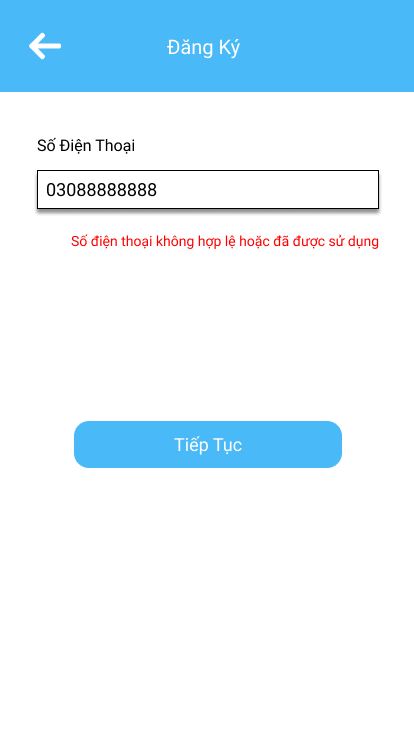 Đăng Ký
Số Điện Thoại
03088888888
Số điện thoại không hợp lệ hoặc đã được sử dụng
Tiếp Tục